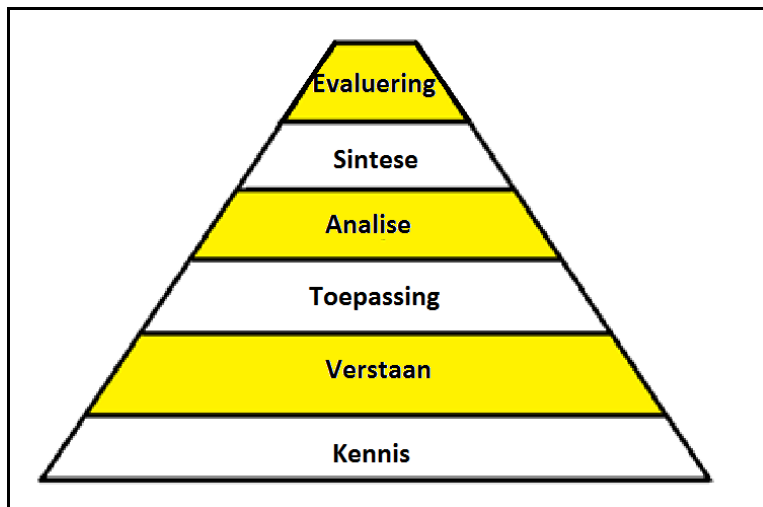 Evaluering
Sintese
Analise
Toepassing
Verstaan
Kennis